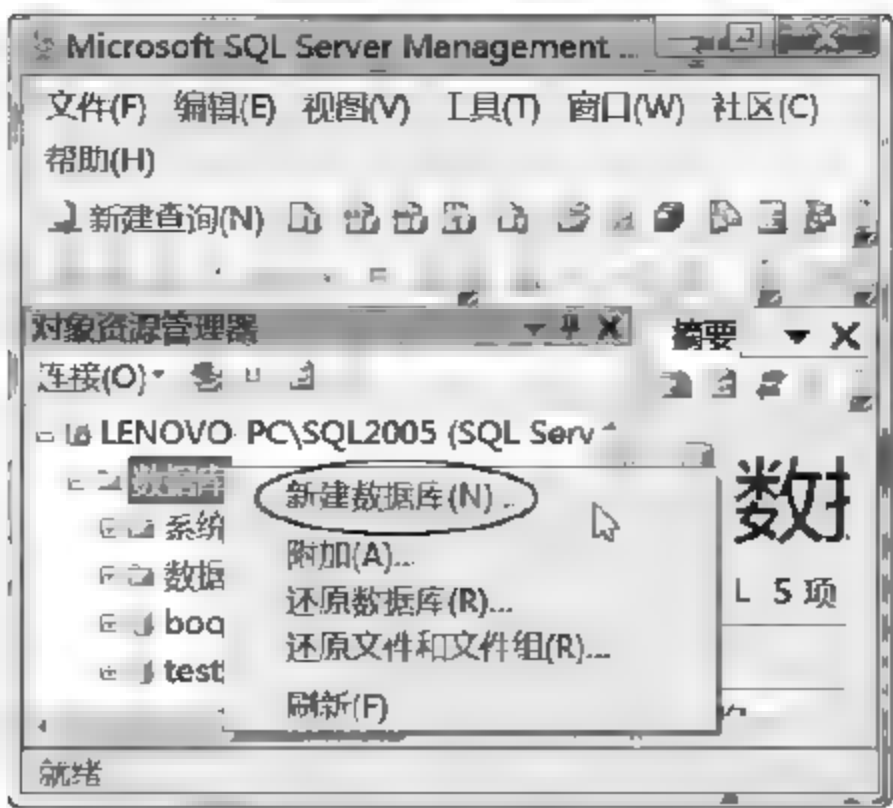 Microsoft SQL Server Management ...
文件(F) 编辑(E) 视图(V) 工具(T) 窗口(W) 社区(C)
帮助(H)
新建查询(N)
对象资源管理器
摘要
连接(O)
LENOVO PC\SQL2005 (SQL Serv
数据库
新建数据库(N) ..
系统
附加(A)...
数据
还原数据库(R)...
L 5 项
boq
还原文件和文件组(R)...
test
刷新(F)
就绪